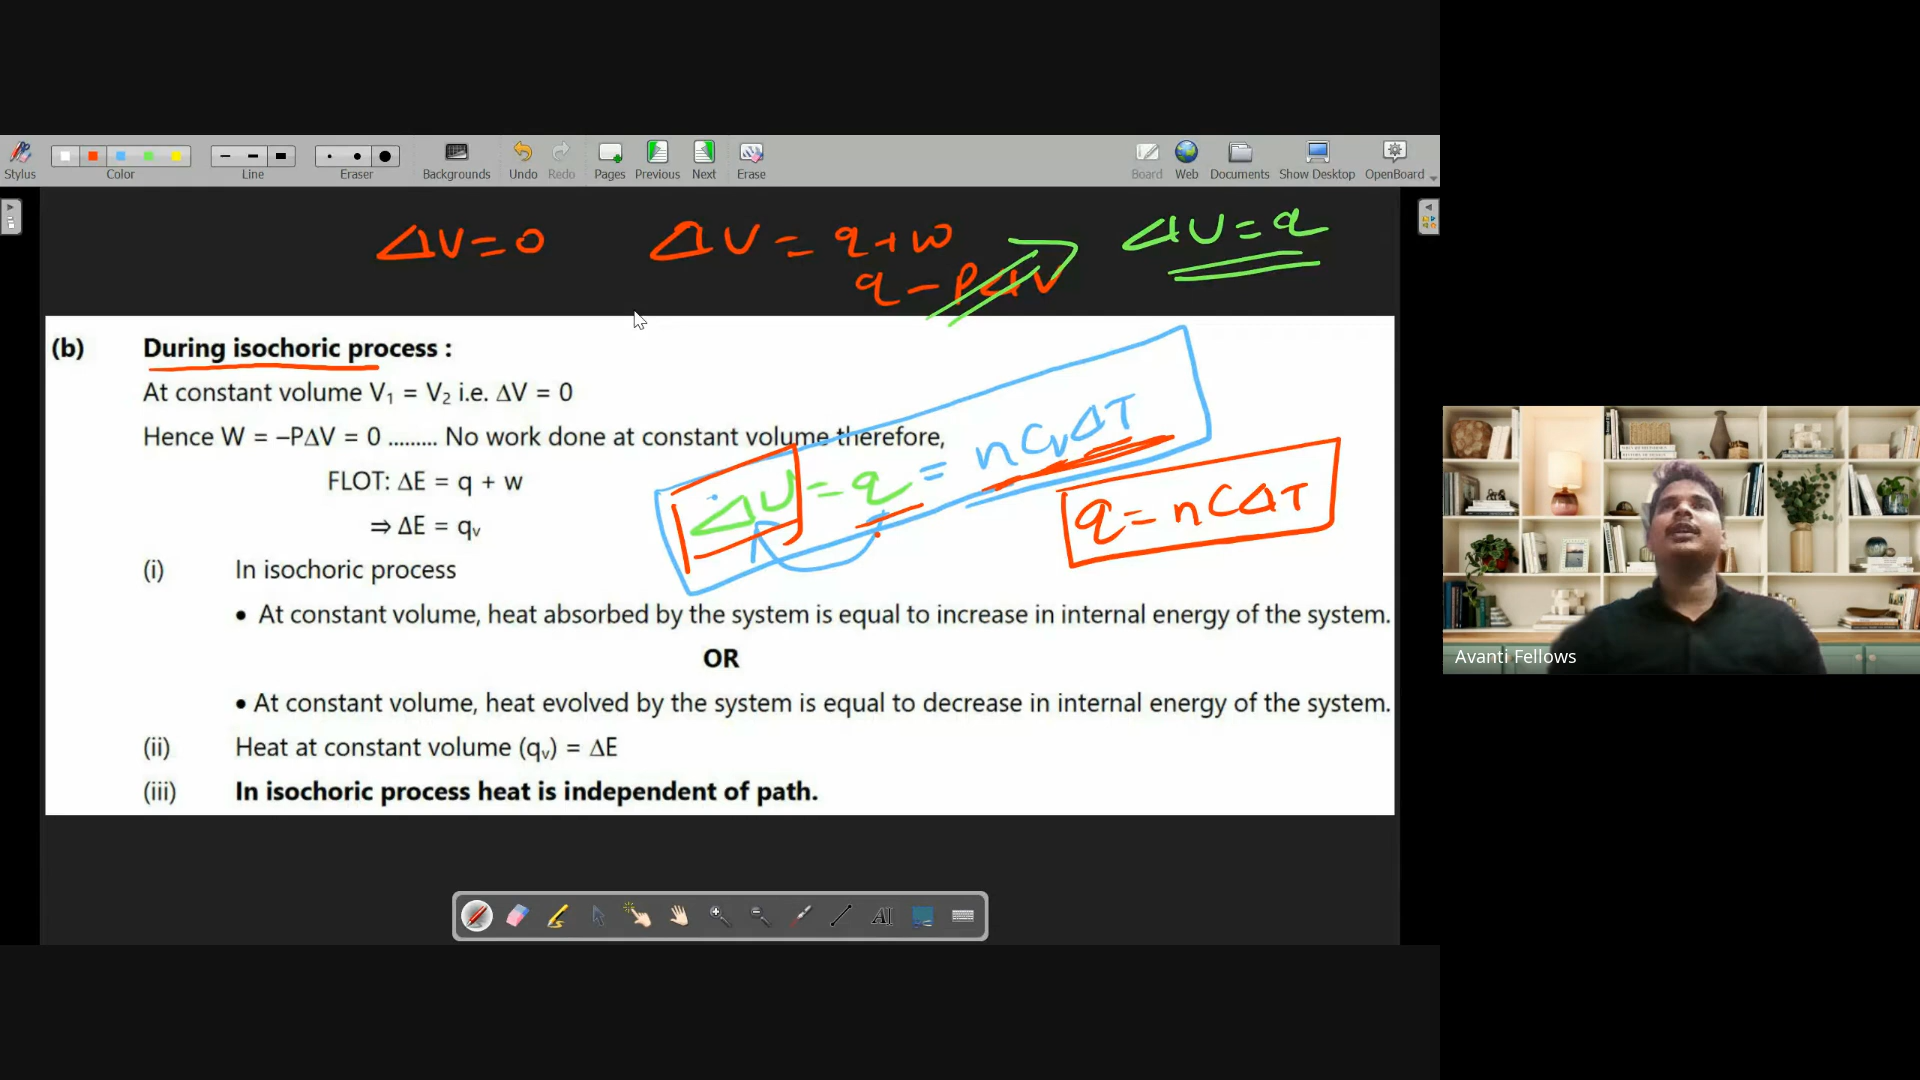 Stylus
Color
Line
Eraser
Backgrounds
Undo
Redo
Pages
Previous
Next
Erase
Board
Web
Documents
Show Desktop
OpenBoard
ΔV = 0
ΔU = q + w
q - PΔV
ΔU = q
(b) During isochoric process :
At constant volume V₁ = V₂ i.e. ΔV = 0
Hence W = –PΔV = 0 ......... No work done at constant volume therefore,
FLOT: ΔE = q + w
⇒ ΔE = qᵥ
ΔU = q = nCᵥΔT
q = nCΔT
(i) In isochoric process
• At constant volume, heat absorbed by the system is equal to increase in internal energy of the system.
OR
• At constant volume, heat evolved by the system is equal to decrease in internal energy of the system.
(ii) Heat at constant volume (qᵥ) = ΔE
(iii) In isochoric process heat is independent of path.
AI
Avanti Fellows